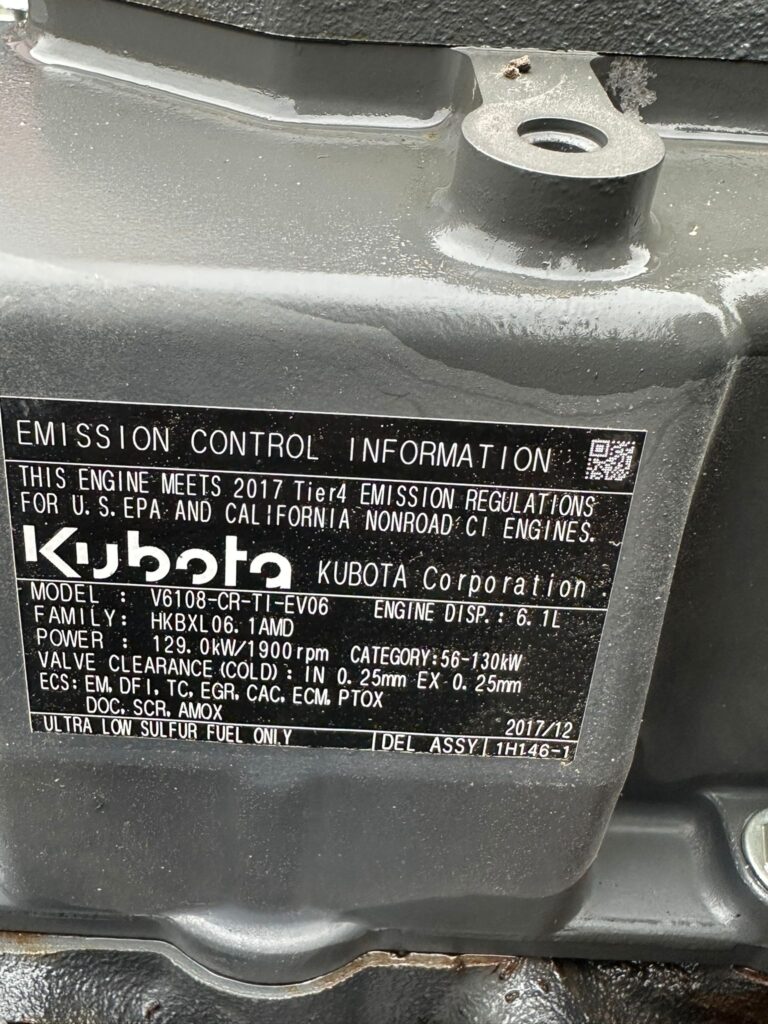 EMISSION CONTROL INFORMATION
THIS ENGINE MEETS 2017 Tier4 EMISSION REGULATIONS
FOR U.S.EPA AND CALIFORNIA NONROAD CI ENGINES.
Kubota KUBOTA Corporation
MODEL : V6108-CR-TI-EV06 ENGINE DISP.: 6.1L
FAMILY: HKBXL06.1AMD
POWER : 129.0kW/1900rpm CATEGORY:56-130kW
VALVE CLEARANCE(COLD): IN 0.25mm EX 0.25mm
ECS: EM, DFI, TC, EGR, CAC, ECM, PTOX
DOC, SCR, AMOX
2017/12
ULTRA LOW SULFUR FUEL ONLY DEL ASSY 1H146-1